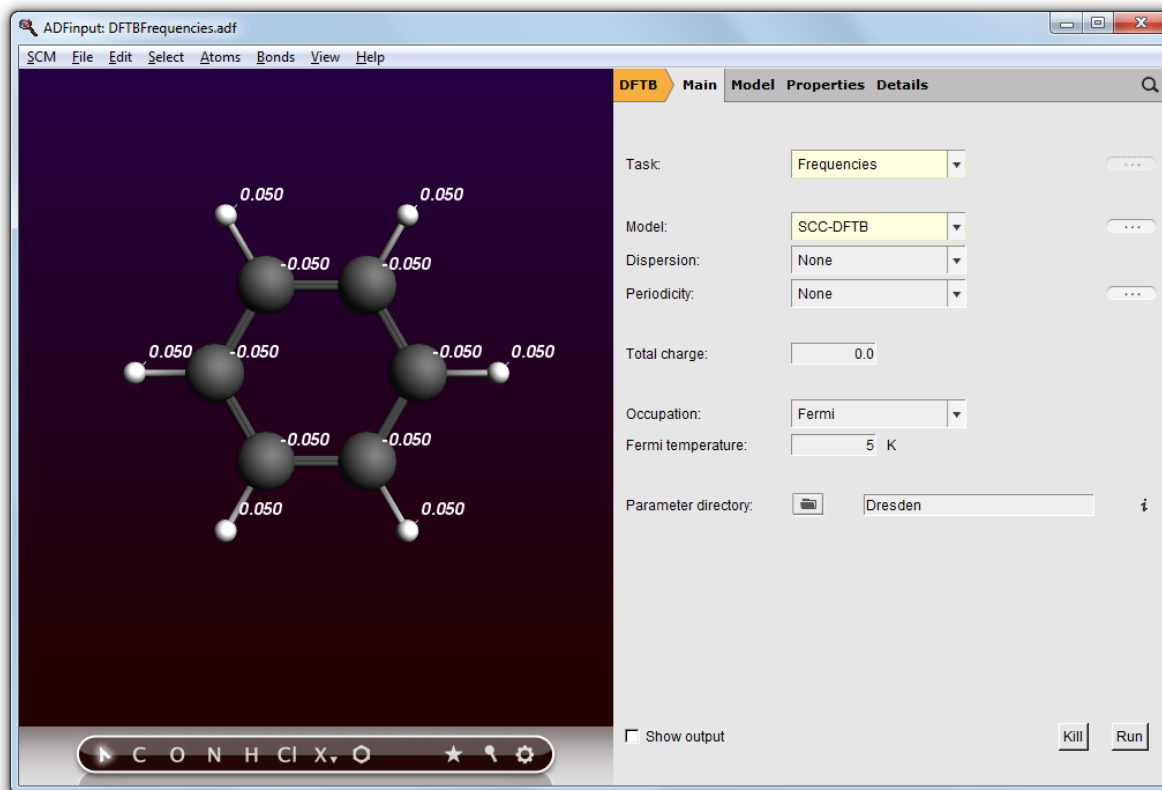 ADFinput: DFTBFrequencies.adf
SCM File Edit Select Atoms Bonds View Help
DFTB Main Model Properties Details
Task: Frequencies ...
Model: SCC-DFTB ...
Dispersion: None
Periodicity: None ...
Total charge: 0.0
Occupation: Fermi
Fermi temperature: 5 K
Parameter directory: Dresden i
Show output Kill Run
0.050 0.050
-0.050 -0.050
0.050 -0.050 -0.050 0.050
-0.050 -0.050
0.050 0.050
C O N H Cl X